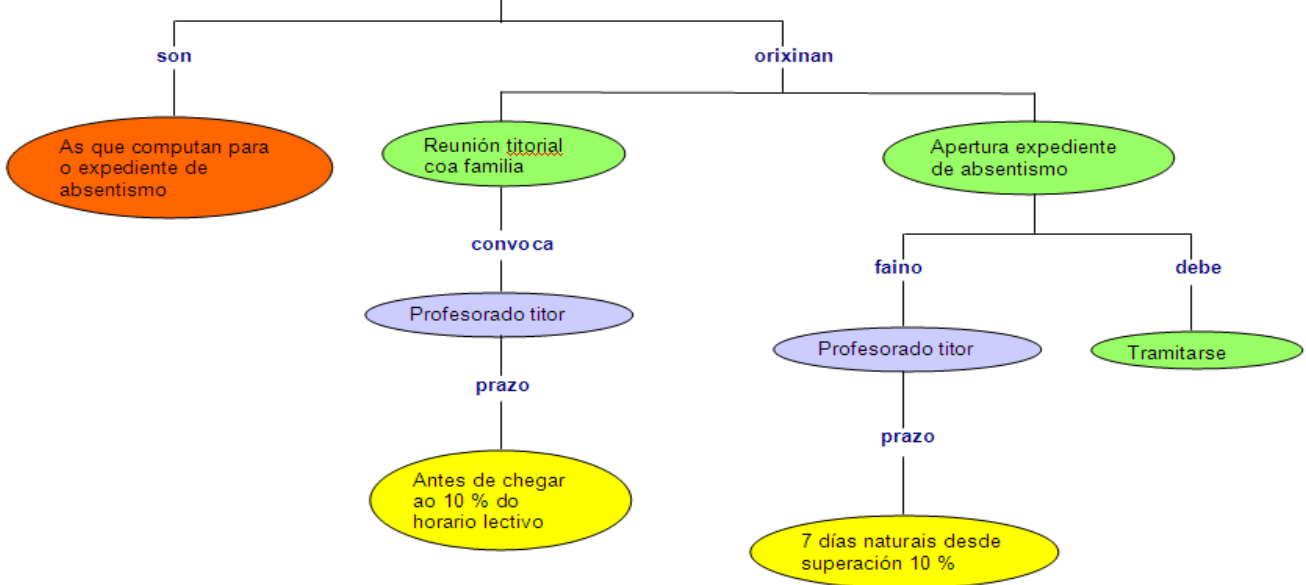 son
orixinan
As que computan para
o expediente de
absentismo
Reunión titorial
coa familia
Apertura expediente
de absentismo
convoca
faino
debe
Profesorado titor
Profesorado titor
Tramitarse
prazo
prazo
Antes de chegar
ao 10 % do
horario lectivo
7 días naturais desde
superación 10 %